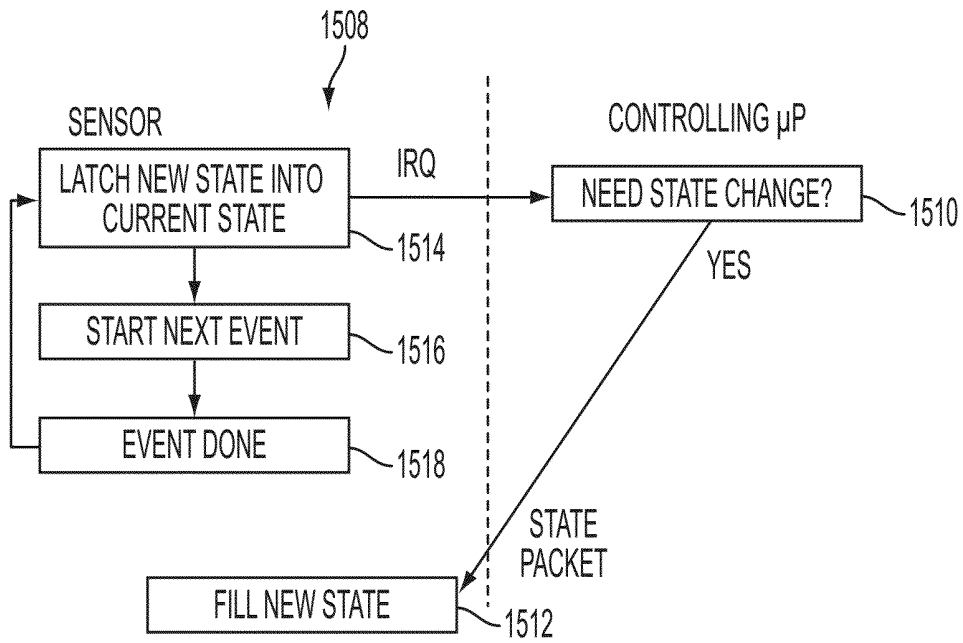 1508
SENSOR
CONTROLLING µP
LATCH NEW STATE INTO
CURRENT STATE
1514
IRQ
NEED STATE CHANGE?
1510
YES
START NEXT EVENT
1516
EVENT DONE
1518
STATE
PACKET
FILL NEW STATE
1512